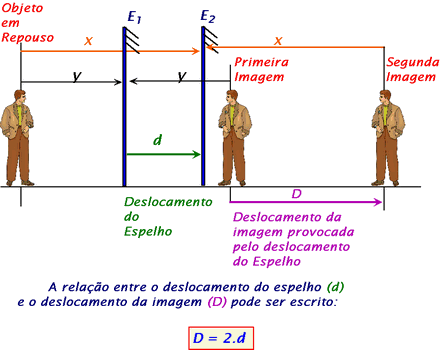 Objeto
em
Repouso
E1
E2
x
x
y
y
Primeira
Imagem
Segunda
Imagem
d
D
Deslocamento
do
Espelho
Deslocamento da
imagem provocada
pelo deslocamento
do Espelho
A relação entre o deslocamento do espelho (d)
e o deslocamento da imagem (D) pode ser escrito:
D = 2.d